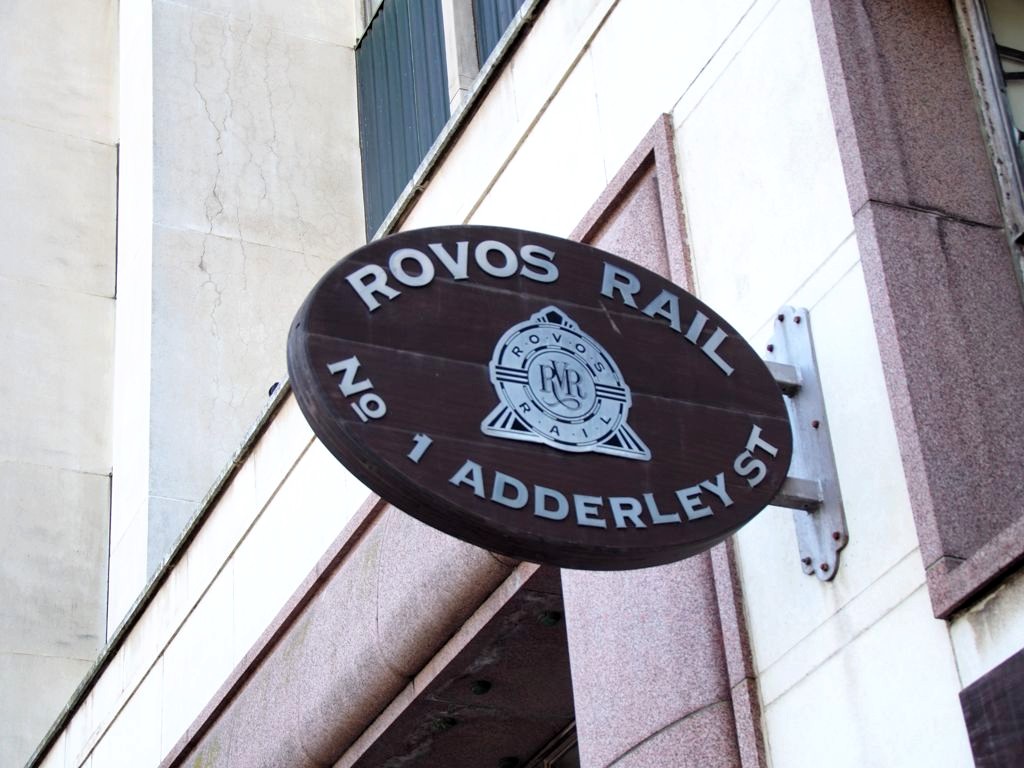 ROVOS RAIL
ROVOS
RVR
RAIL
No 1 ADDERLEY ST